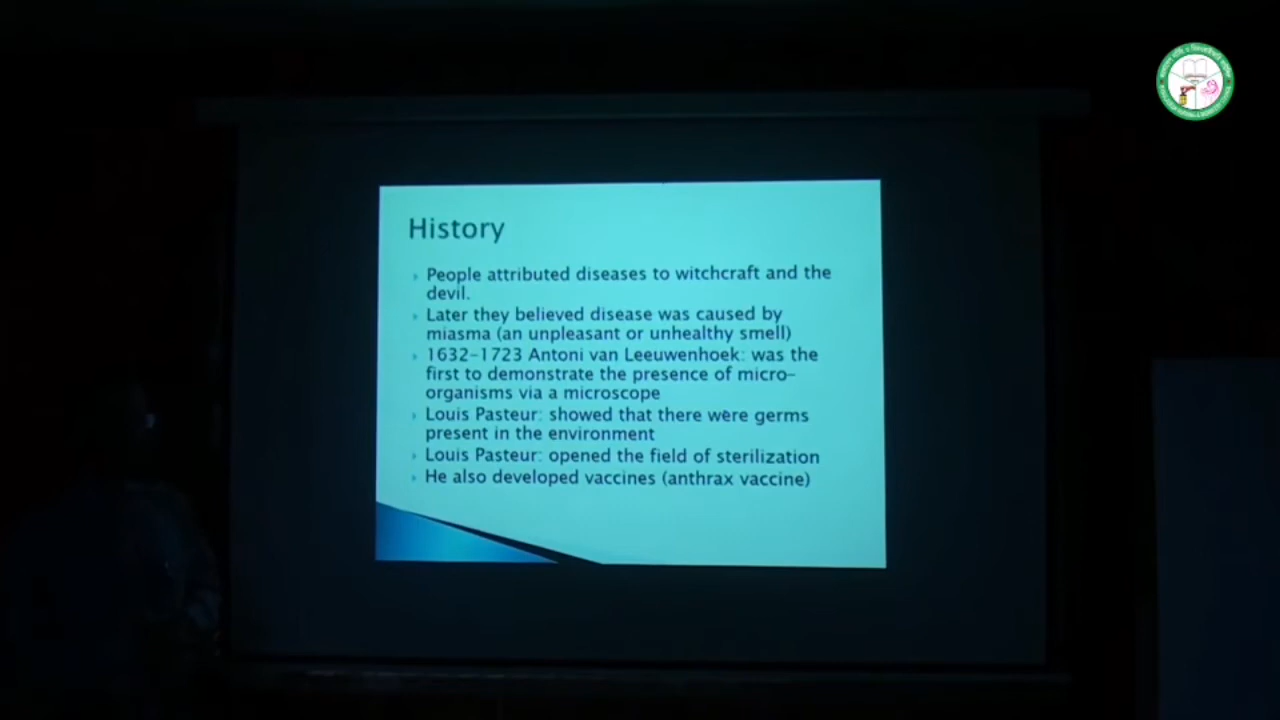 History
People attributed diseases to witchcraft and the
devil.
Later they believed disease was caused by
miasma (an unpleasant or unhealthy smell)
1632-1723 Antoni van Leeuwenhoek: was the
first to demonstrate the presence of micro-
organisms via a microscope
Louis Pasteur: showed that there were germs
present in the environment
Louis Pasteur: opened the field of sterilization
He also developed vaccines (anthrax vaccine)